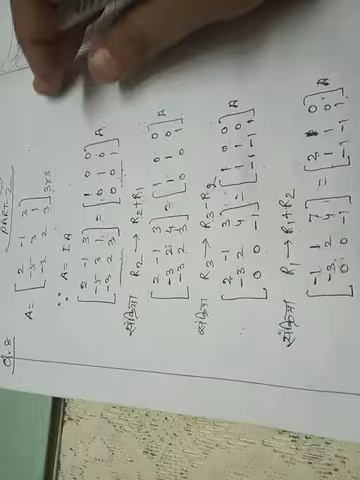 Q.8
PART-2
A = [ 2 -1 3
-5 3 1
-3 2 3 ]3x3
∴ A = IA
[ 2 -1 3
-5 3 1
-3 2 3 ] = [ 1 0 0
0 1 0
0 0 1 ] A
संक्रिया R2 → R2+R1
[ 2 -1 3
-3 2 4
-3 2 3 ] = [ 1 0 0
1 1 0
0 0 1 ] A
संक्रिया R3 → R3-R2
[ 2 -1 3
-3 2 4
0 0 -1 ] = [ 1 0 0
1 1 0
-1 -1 1 ] A
संक्रिया R1 → R1+R2
[ -1 1 7
-3 2 4
0 0 -1 ] = [ 2 1 0
1 1 0
-1 -1 1 ] A